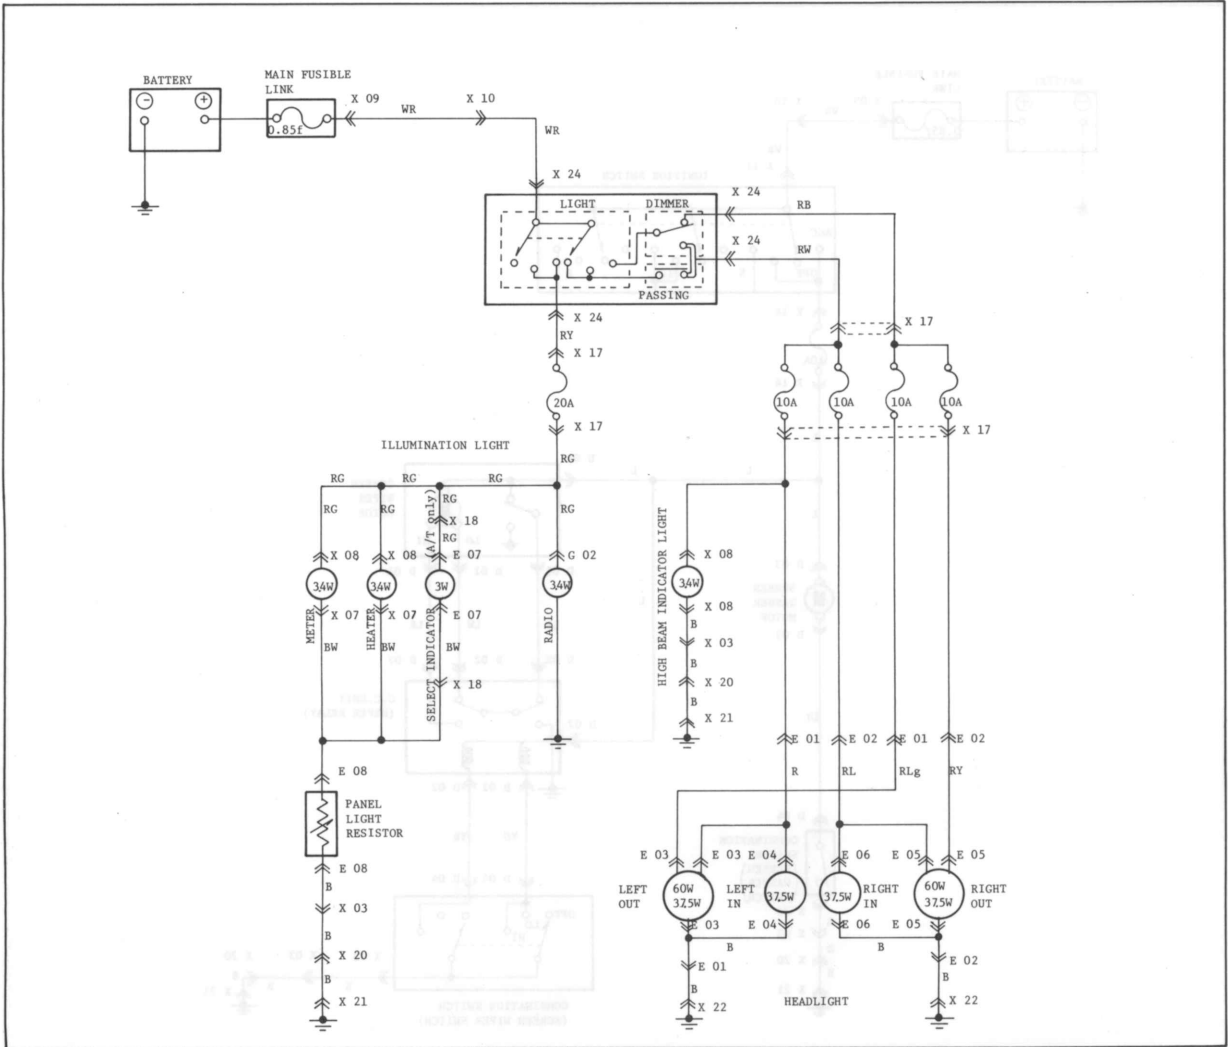 BATTERY
MAIN FUSIBLE
LINK
0.85f
X 09
WR
X 10
WR
X 24
LIGHT
DIMMER
PASSING
X 24
RB
X 24
RW
X 24
RY
X 17
20A
X 17
X 17
10A
10A
10A
10A
X 17
ILLUMINATION LIGHT
RG
RG
RG
RG
RG
RG
RG
RG
RG
(A/T only)
X 18
X 08
X 08
E 07
G 02
3.4W
3.4W
3W
3.4W
X 07
X 07
E 07
METER
HEATER
SELECT INDICATOR
RADIO
BW
BW
BW
X 18
HIGH BEAM INDICATOR LIGHT
X 08
3.4W
X 08
B
X 03
B
X 20
B
X 21
E 01
E 02
E 01
E 02
R
RL
RLg
RY
E 08
PANEL
LIGHT
RESISTOR
E 08
B
X 03
B
X 20
B
X 21
E 03
E 03
E 04
E 06
E 05
E 05
LEFT
OUT
60W
37.5W
LEFT
IN
37.5W
37.5W
RIGHT
IN
60W
37.5W
RIGHT
OUT
E 03
E 04
E 06
E 05
B
B
E 01
E 02
B
B
X 22
X 22
HEADLIGHT